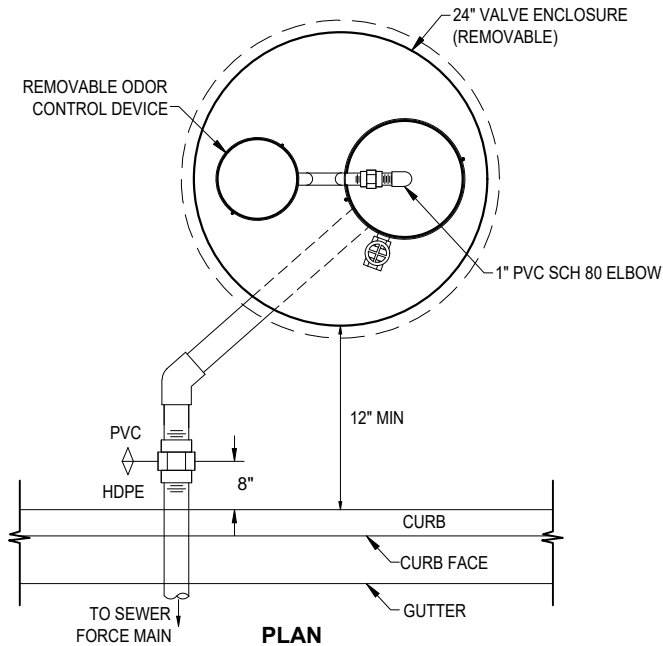 24" VALVE ENCLOSURE
(REMOVABLE)
REMOVABLE ODOR
CONTROL DEVICE
1" PVC SCH 80 ELBOW
12" MIN
PVC
HDPE
8"
CURB
CURB FACE
GUTTER
TO SEWER
FORCE MAIN
PLAN